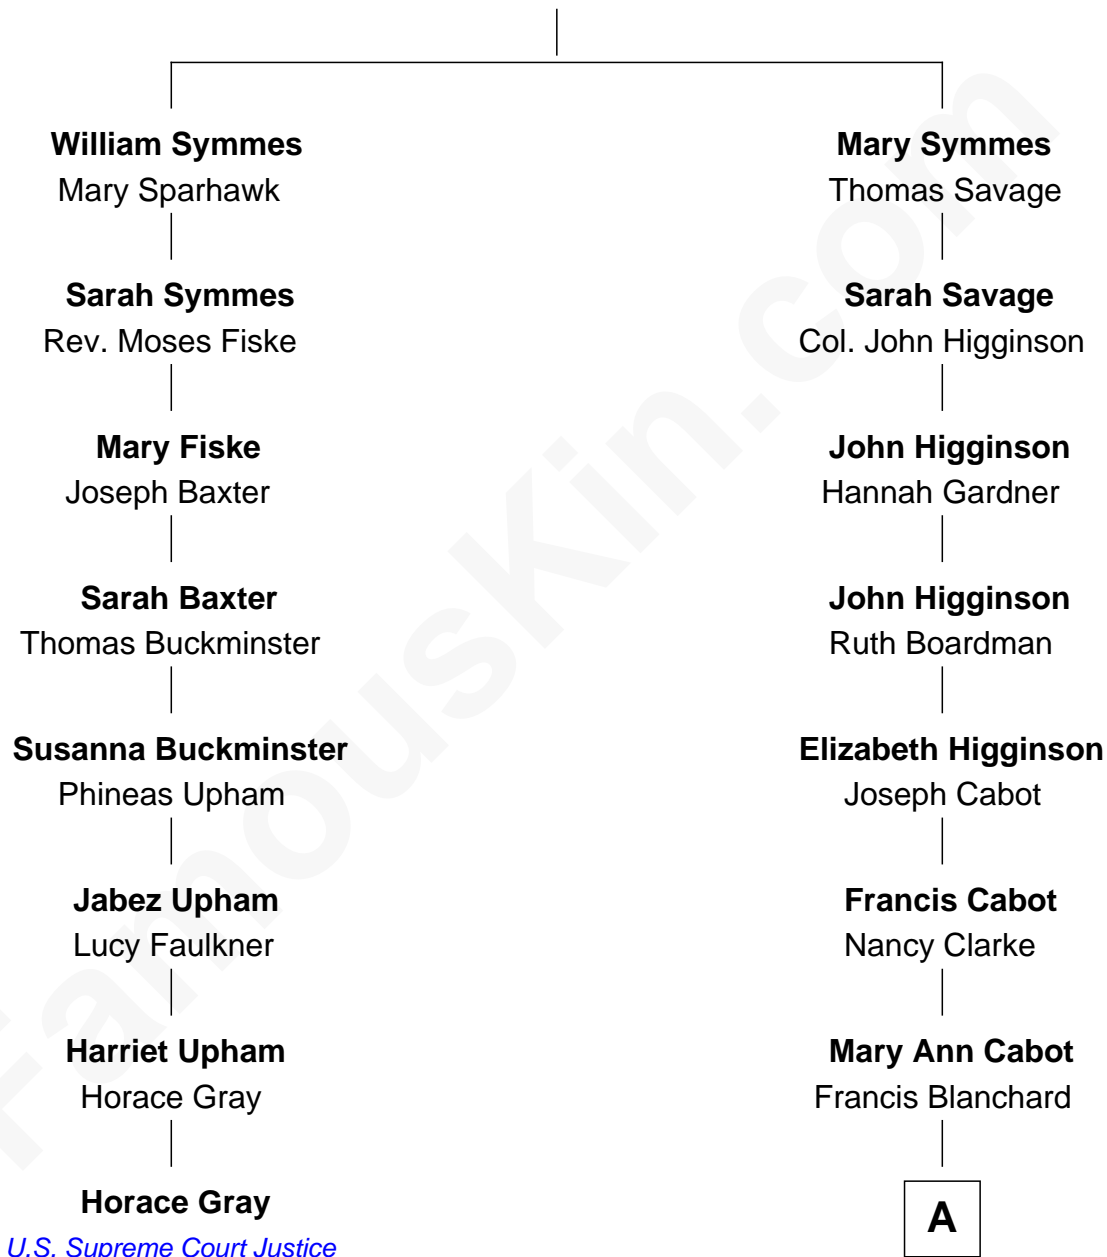 William Symmes
Mary Sparhawk
Sarah Symmes
Rev. Moses Fiske
Mary Fiske
Joseph Baxter
Sarah Baxter
Thomas Buckminster
Susanna Buckminster
Phineas Upham
Jabez Upham
Lucy Faulkner
Harriet Upham
Horace Gray
Horace Gray
U.S. Supreme Court Justice
Mary Symmes
Thomas Savage
Sarah Savage
Col. John Higginson
John Higginson
Hannah Gardner
John Higginson
Ruth Boardman
Elizabeth Higginson
Joseph Cabot
Francis Cabot
Nancy Clarke
Mary Ann Cabot
Francis Blanchard
A
FamousKin.com